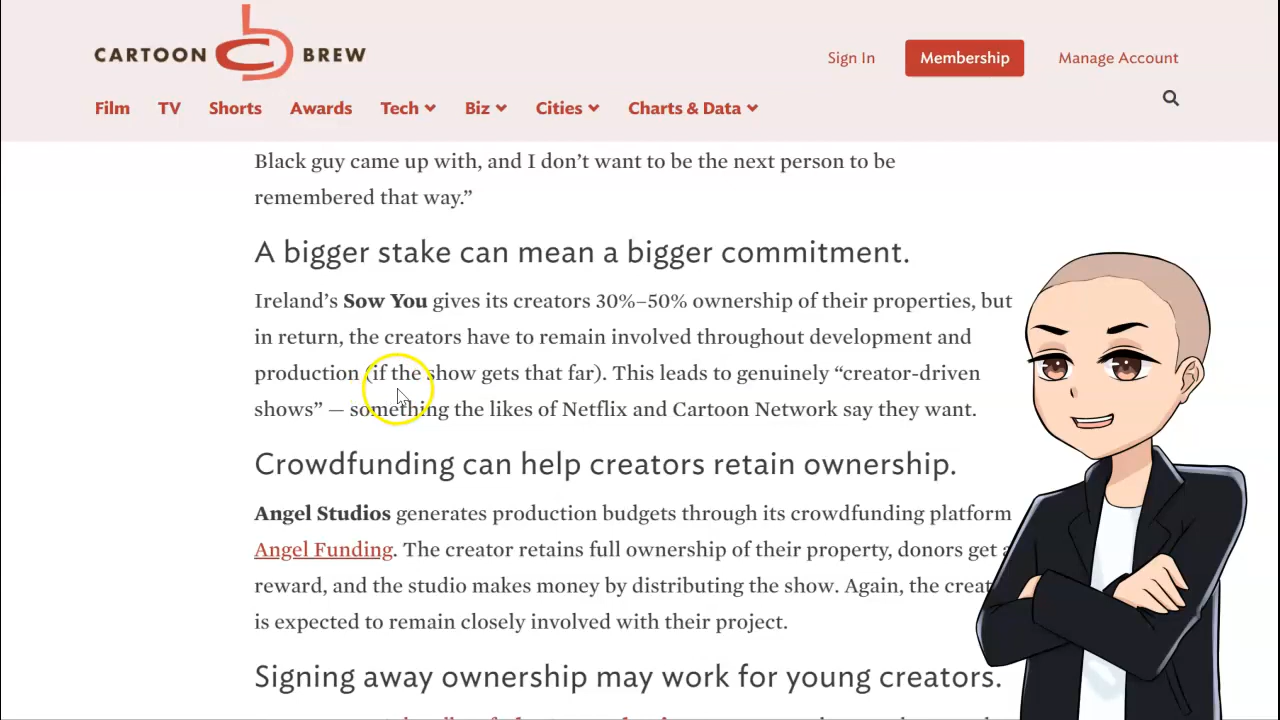 CARTOON BREW
Sign In
Membership
Manage Account
Film
TV
Shorts
Awards
Tech
Biz
Cities
Charts & Data
Black guy came up with, and I don’t want to be the next person to be
remembered that way.”
A bigger stake can mean a bigger commitment.
Ireland’s Sow You gives its creators 30%–50% ownership of their properties, but
in return, the creators have to remain involved throughout development and
production (if the show gets that far). This leads to genuinely “creator-driven
shows” — something the likes of Netflix and Cartoon Network say they want.
Crowdfunding can help creators retain ownership.
Angel Studios generates production budgets through its crowdfunding platform
Angel Funding. The creator retains full ownership of their property, donors get a
reward, and the studio makes money by distributing the show. Again, the creat
is expected to remain closely involved with their project.
Signing away ownership may work for young creators.